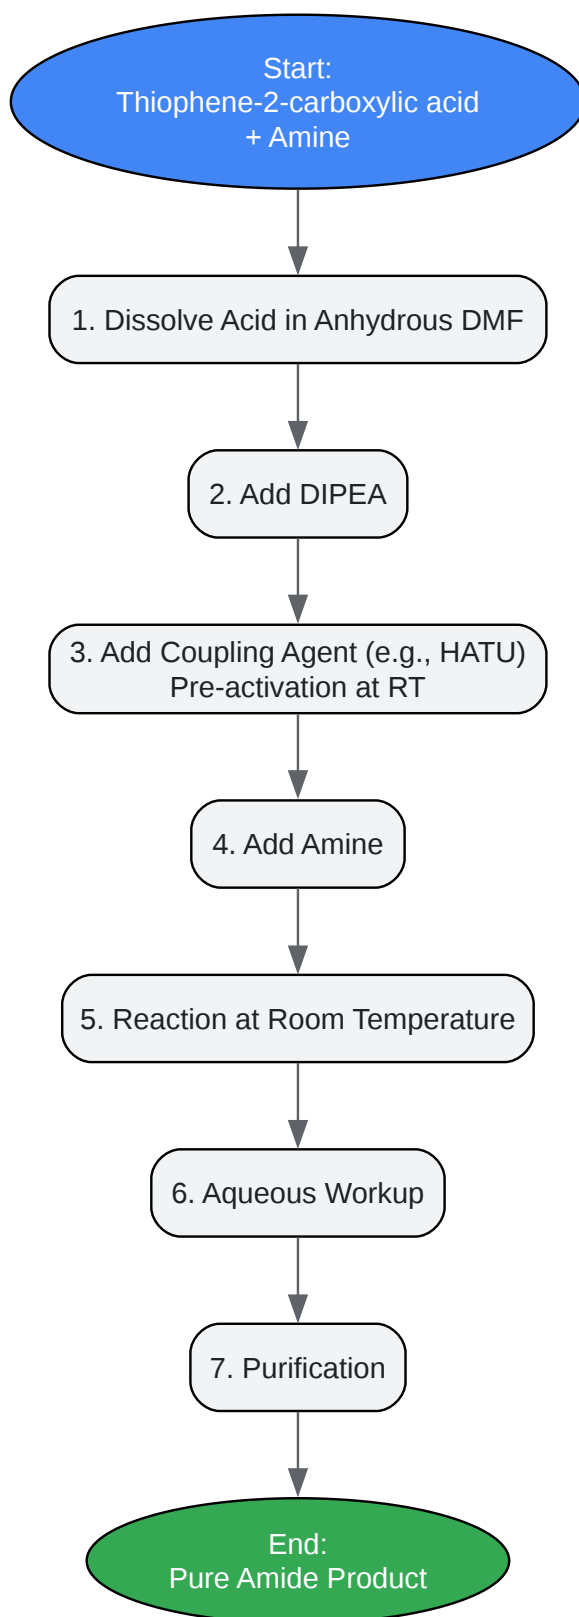 Start:
Thiophene-2-carboxylic acid
+ Amine
1. Dissolve Acid in Anhydrous DMF
2. Add DIPEA
3. Add Coupling Agent (e.g., HATU)
Pre-activation at RT
4. Add Amine
5. Reaction at Room Temperature
6. Aqueous Workup
7. Purification
End:
Pure Amide Product